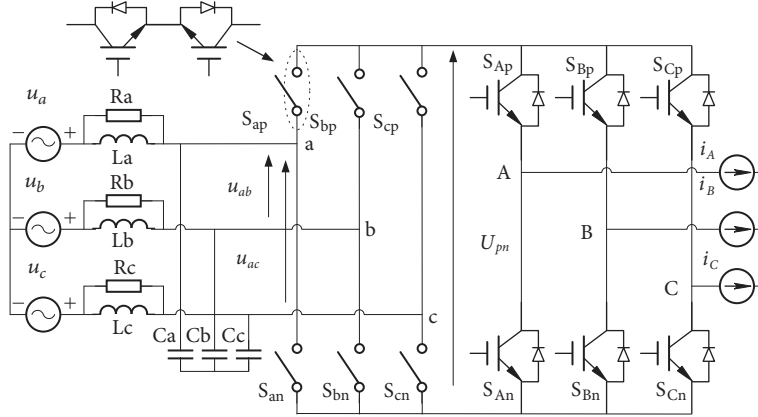 S_Ap
S_Bp
S_Cp
u_a
Ra
S_ap
S_bp
S_cp
− +
La
a
i_A
A
u_b
Rb
u_ab
i_B
− +
Lb
b
B
U_pn
u_c
Rc
u_ac
i_C
C
− +
Lc
c
Ca
Cb
Cc
S_an
S_bn
S_cn
S_An
S_Bn
S_Cn